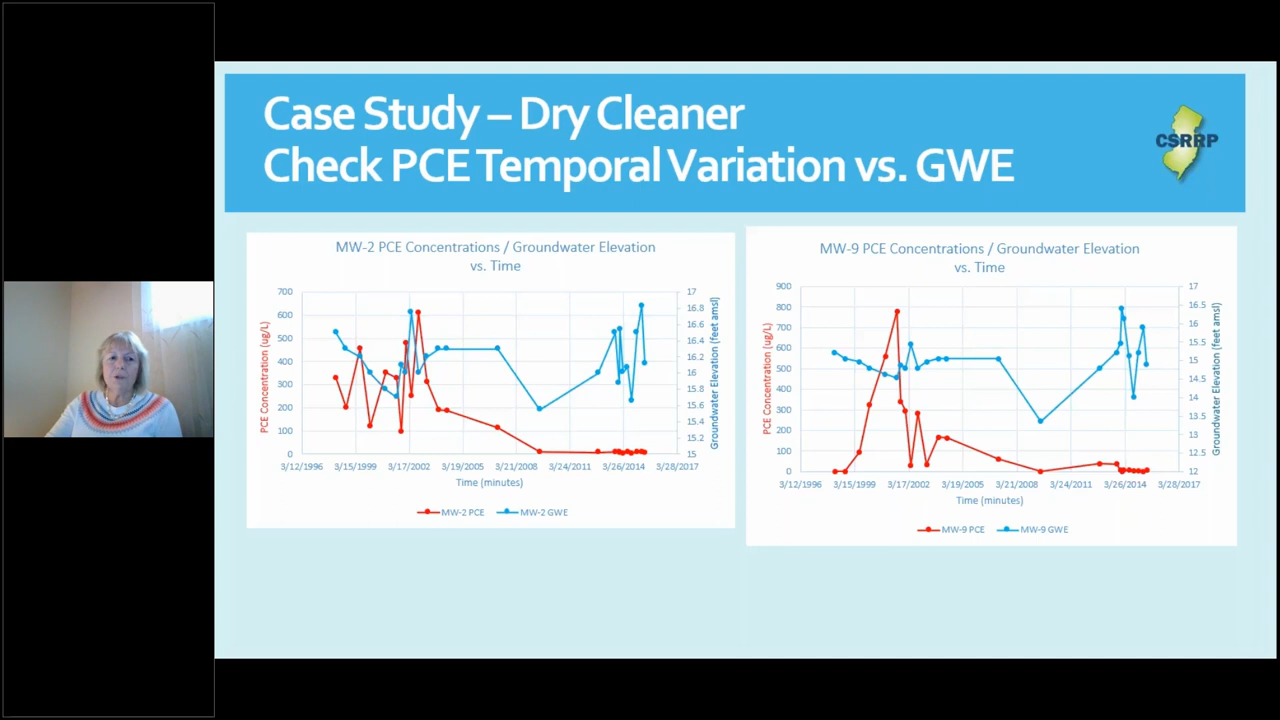 Case Study – Dry Cleaner
Check PCE Temporal Variation vs. GWE
CSRRP
MW-2 PCE Concentrations / Groundwater Elevation
vs. Time
PCE Concentration (ug/L)
700
600
500
400
300
200
100
0
17
16.8
16.6
16.4
16.2
16
15.8
15.6
15.4
15.2
15
Groundwater Elevation (feet amsl)
3/12/1996 3/15/1999 3/17/2002 3/19/2005 3/21/2008 3/24/2011 3/26/2014 3/28/2017
Time (minutes)
MW-2 PCE MW-2 GWE
MW-9 PCE Concentrations / Groundwater Elevation
vs. Time
PCE Concentration (ug/L)
900
800
700
600
500
400
300
200
100
0
17
16.5
16
15.5
15
14.5
14
13.5
13
12.5
12
Groundwater Elevation (feet amsl)
3/12/1996 3/15/1999 3/17/2002 3/19/2005 3/21/2008 3/24/2011 3/26/2014 3/28/2017
Time (minutes)
MW-9 PCE MW-9 GWE